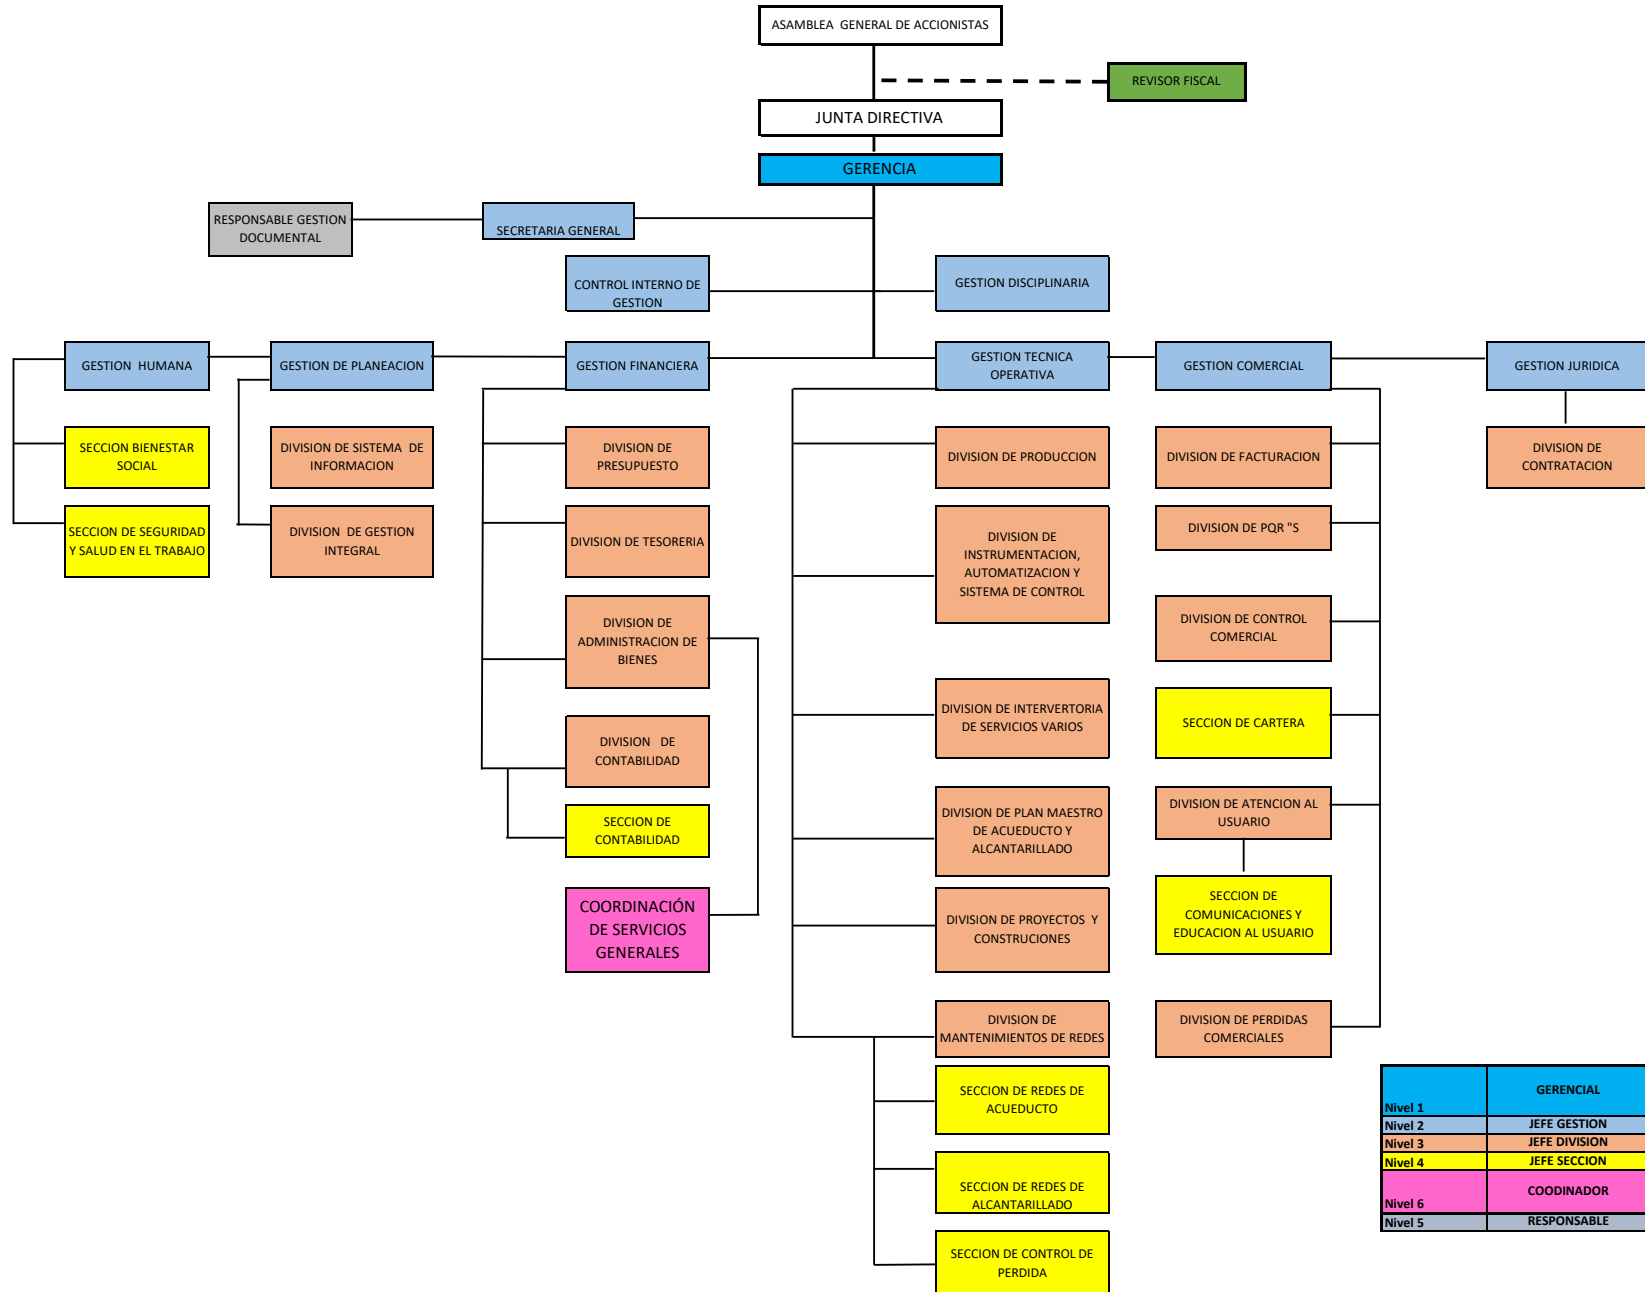 ASAMBLEA  GENERAL DE ACCIONISTAS
REVISOR FISCAL
JUNTA DIRECTIVA
GERENCIA
RESPONSABLE GESTION
DOCUMENTAL
SECRETARIA GENERAL
CONTROL INTERNO DE
GESTION
GESTION DISCIPLINARIA
GESTION  HUMANA
GESTION DE PLANEACION
GESTION FINANCIERA
GESTION TECNICA
OPERATIVA
GESTION COMERCIAL
GESTION JURIDICA
SECCION BIENESTAR
SOCIAL
DIVISION DE SISTEMA  DE
INFORMACION
DIVISION DE
PRESUPUESTO
DIVISION DE PRODUCCION
DIVISION DE FACTURACION
DIVISION DE
CONTRATACION
SECCION DE SEGURIDAD
Y SALUD EN EL TRABAJO
DIVISION  DE GESTION
INTEGRAL
DIVISION DE TESORERIA
DIVISION DE
INSTRUMENTACION,
AUTOMATIZACION Y
SISTEMA DE CONTROL
DIVISION DE PQR "S
DIVISION DE
ADMINISTRACION DE
BIENES
DIVISION DE CONTROL
COMERCIAL
DIVISION DE INTERVERTORIA
DE SERVICIOS VARIOS
SECCION DE CARTERA
DIVISION   DE
CONTABILIDAD
DIVISION DE PLAN MAESTRO
DE ACUEDUCTO Y
ALCANTARILLADO
DIVISION DE ATENCION AL
USUARIO
SECCION DE
CONTABILIDAD
COORDINACIÓN
DE SERVICIOS
GENERALES
DIVISION DE PROYECTOS  Y
CONSTRUCIONES
SECCION DE
COMUNICACIONES Y
EDUCACION AL USUARIO
DIVISION DE
MANTENIMIENTOS DE REDES
DIVISION DE PERDIDAS
COMERCIALES
SECCION DE REDES DE
ACUEDUCTO
SECCION DE REDES DE
ALCANTARILLADO
SECCION DE CONTROL DE
PERDIDA
Nivel 1 GERENCIAL
Nivel 2 JEFE GESTION
Nivel 3 JEFE DIVISION
Nivel 4 JEFE SECCION
Nivel 6 COODINADOR
Nivel 5 RESPONSABLE